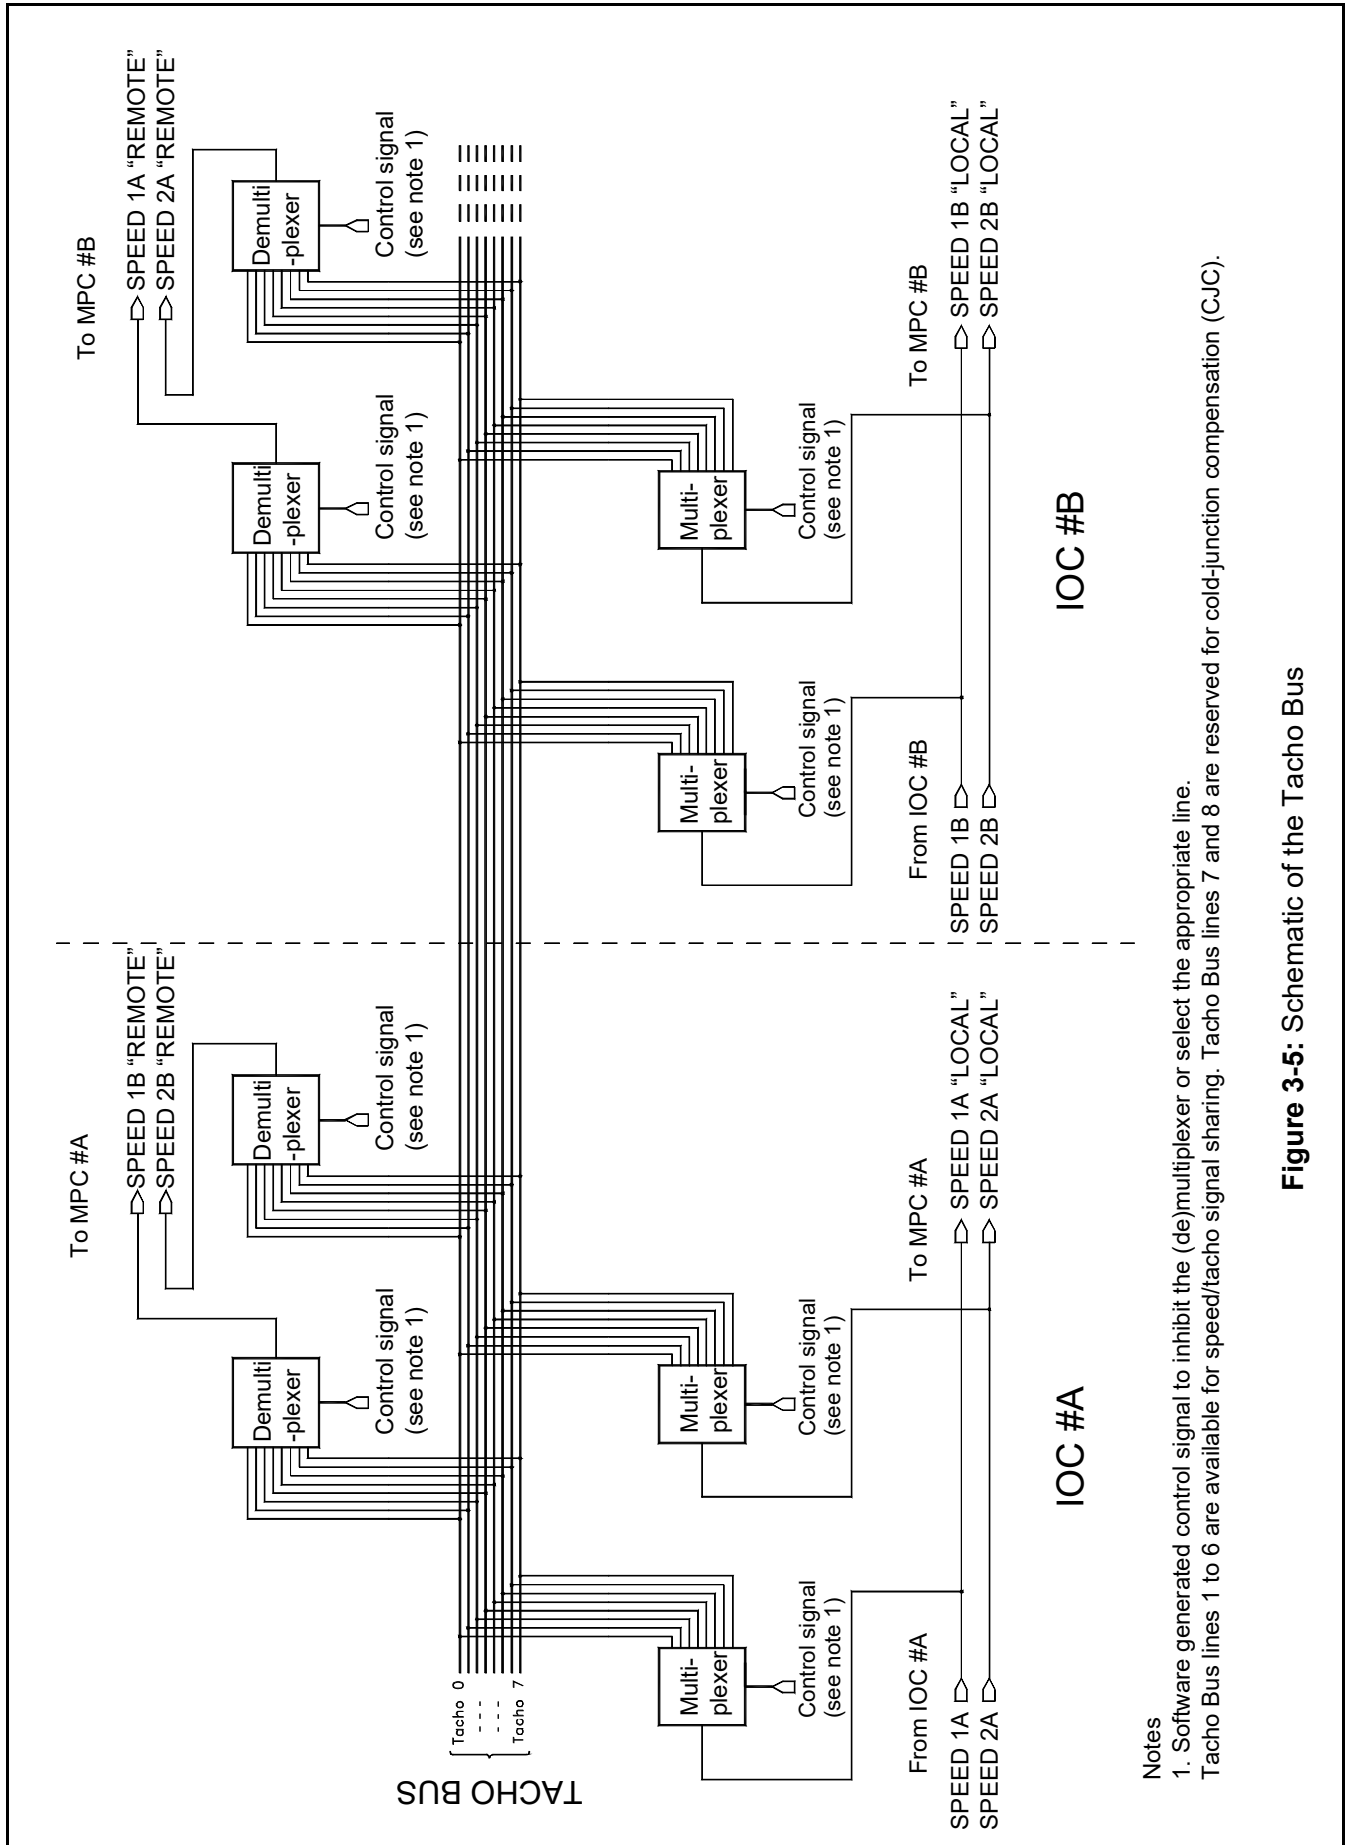 To MPC #A
SPEED 1B “REMOTE”
SPEED 2B “REMOTE”
To MPC #B
SPEED 1A “REMOTE”
SPEED 2A “REMOTE”
Demulti
-plexer
Demulti
-plexer
Demulti
-plexer
Demulti
-plexer
Control signal
(see note 1)
Control signal
(see note 1)
Control signal
(see note 1)
Control signal
(see note 1)
TACHO BUS
Tacho 0
- - -
- - -
Tacho 7
Multi-
plexer
Multi-
plexer
Multi-
plexer
Multi-
plexer
Control signal
(see note 1)
Control signal
(see note 1)
Control signal
(see note 1)
Control signal
(see note 1)
From IOC #A
SPEED 1A
SPEED 2A
To MPC #A
SPEED 1A “LOCAL”
SPEED 2A “LOCAL”
From IOC #B
SPEED 1B
SPEED 2B
To MPC #B
SPEED 1B “LOCAL”
SPEED 2B “LOCAL”
IOC #A
IOC #B
Notes
1. Software generated control signal to inhibit the (de)multiplexer or select the appropriate line.
Tacho Bus lines 1 to 6 are available for speed/tacho signal sharing. Tacho Bus lines 7 and 8 are reserved for cold-junction compensation (CJC).
Figure 3-5: Schematic of the Tacho Bus